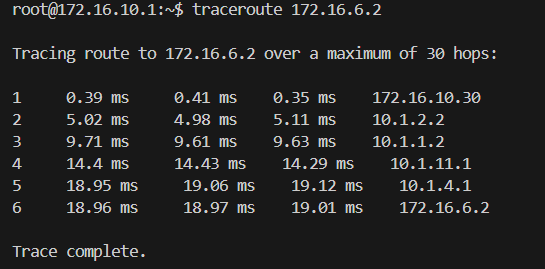 root@172.16.10.1:~$ traceroute 172.16.6.2
Tracing route to 172.16.6.2 over a maximum of 30 hops:
1 0.39 ms 0.41 ms 0.35 ms 172.16.10.30
2 5.02 ms 4.98 ms 5.11 ms 10.1.2.2
3 9.71 ms 9.61 ms 9.63 ms 10.1.1.2
4 14.4 ms 14.43 ms 14.29 ms 10.1.11.1
5 18.95 ms 19.06 ms 19.12 ms 10.1.4.1
6 18.96 ms 18.97 ms 19.01 ms 172.16.6.2
Trace complete.